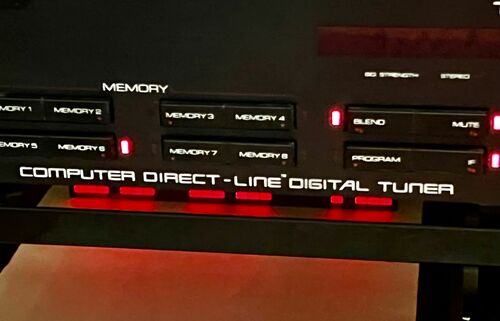 SIG STRENGTH STEREO
MEMORY
MEMORY 1 MEMORY 2 MEMORY 3 MEMORY 4 BLEND MUTE
MEMORY 5 MEMORY 6 MEMORY 7 MEMORY 8 PROGRAM F
COMPUTER DIRECT-LINE™ DIGITAL TUNER